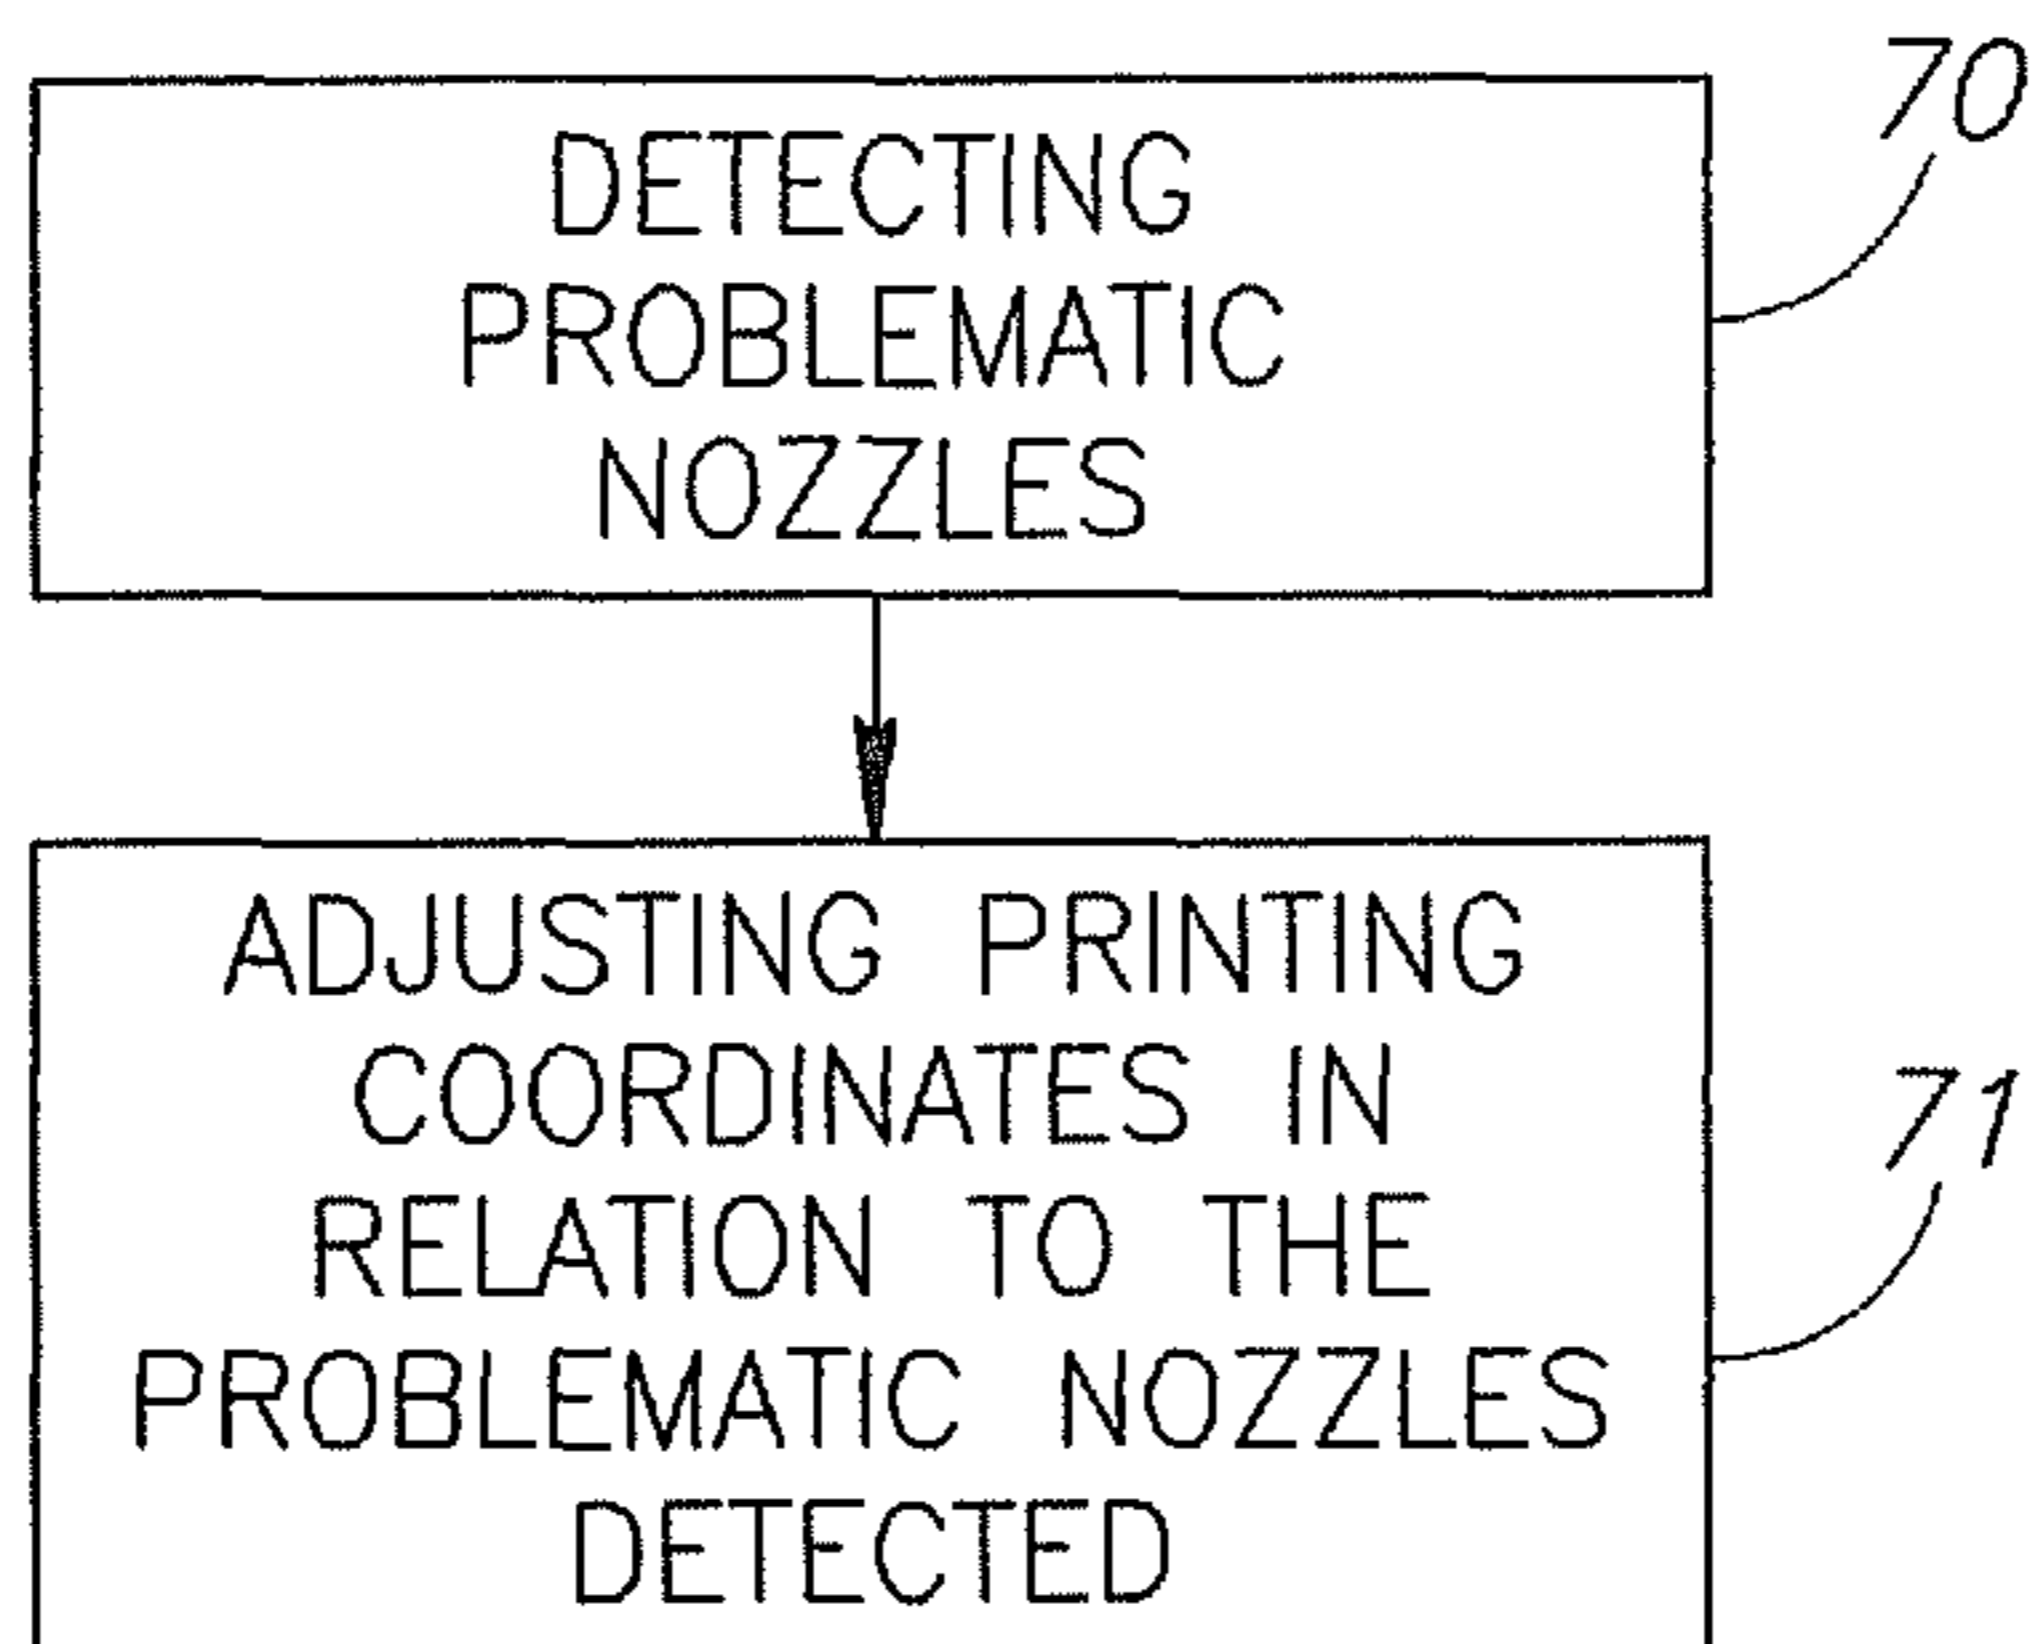 70
DETECTING
PROBLEMATIC
NOZZLES
ADJUSTING PRINTING
COORDINATES IN
RELATION TO THE
PROBLEMATIC NOZZLES
DETECTED
71